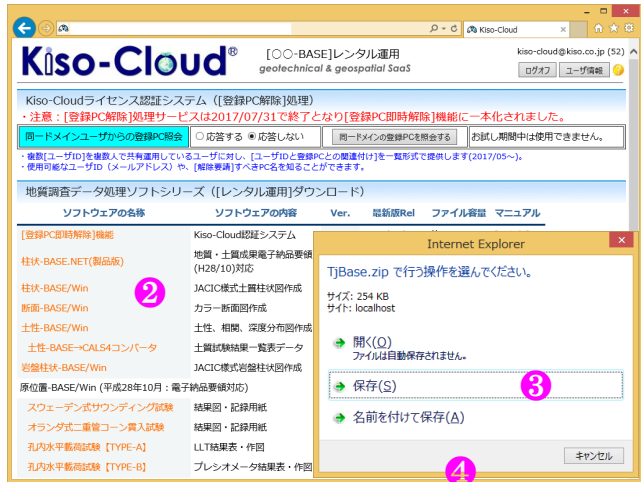 Kiso-Cloud
Kiso-Cloud®
[○○-BASE]レンタル運用
geotechnical & geospatial SaaS
kiso-cloud@kiso.co.jp (52)
ログオフ
ユーザ情報
Kiso-Cloudライセンス認証システム（[登録PC解除]処理）
・注意：[登録PC解除]処理サービスは2017/07/31で終了となり[登録PC即時解除]機能に一本化されました。
同一ドメインユーザからの登録PC照会
応答する
応答しない
同一ドメインの登録PCを照会する
お試し期間中は使用できません。
・複数[ユーザID]を複数人で共有運用しているユーザに対し、[ユーザIDと登録PCとの関連付け]を一覧形式で提供します(2017/05～)。
・使用可能なユーザID（メールアドレス）や、[解除要請]すべきPC名を知ることができます。
地質調査データ処理ソフトシリーズ（[レンタル運用]ダウンロード）
ソフトウェアの名称 ソフトウェアの内容 Ver. 最新版Rel ファイル容量 マニュアル
[登録PC即時解除]機能 Kiso-Cloud認証システム
柱状-BASE.NET(製品版) 地質・土質成果電子納品要領
(H28/10)対応
柱状-BASE/Win JACIC様式土質柱状図作成
断面-BASE/Win カラー断面図作成
土性-BASE/Win 土性、相関、深度分布図作成
土性-BASE→CALS4コンバータ 土質試験結果一覧表データ
岩盤柱状-BASE/Win JACIC様式岩盤柱状図作成
原位置-BASE/Win (平成28年10月：電子納品要領対応)
スウェーデン式サウンディング試験 結果図・記録用紙
オランダ式二重管コーン貫入試験 結果図・記録用紙
孔内水平載荷試験【TYPE-A】 LLT結果表・作図
孔内水平載荷試験【TYPE-B】 プレシオメータ結果表・作図
2
Internet Explorer
TjBase.zip で行う操作を選んでください。
サイズ: 254 KB
サイト: localhost
開く(O)
ファイルは自動保存されません。
保存(S)
3
名前を付けて保存(A)
キャンセル
4